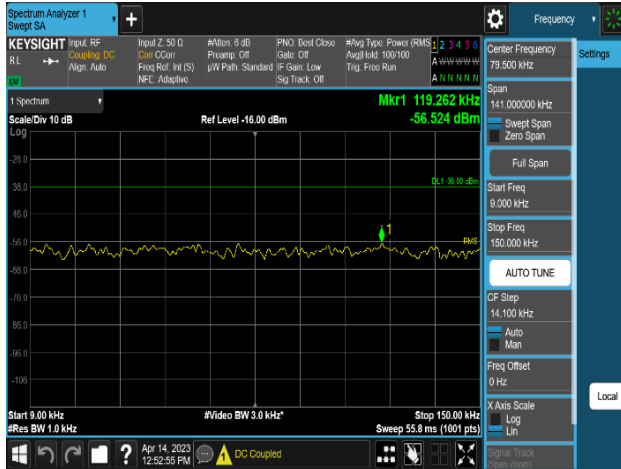 Spectrum Analyzer 1
Swept SA
+
Frequency
KEYSIGHT
Input: RF
Coupling: DC
Align: Auto
Input Z: 50 Ω
Corr CCorr
Freq Ref: Int (S)
NFE: Adaptive
#Atten: 6 dB
Preamp: Off
µW Path: Standard
PNO: Best Close
Gate: Off
IF Gain: Low
Sig Track: Off
#Avg Type: Power (RMS
Avg|Hold: 100/100
Trig: Free Run
1 2 3 4 5 6
A W W W W W
A N N N N N
R L
1 Spectrum
Scale/Div 10 dB
Ref Level -16.00 dBm
Mkr1 119.262 kHz
-56.524 dBm
Log
-26.0
-36.0
-46.0
-56.0
-66.0
-76.0
-86.0
-96.0
-106
DL1 -36.00 dBm
1
RMS
Start 9.00 kHz
#Res BW 1.0 kHz
#Video BW 3.0 kHz*
Stop 150.00 kHz
Sweep 55.8 ms (1001 pts)
Center Frequency
79.500 kHz
Settings
Span
141.000000 kHz
Swept Span
Zero Span
Full Span
Start Freq
9.000 kHz
Stop Freq
150.000 kHz
AUTO TUNE
CF Step
14.100 kHz
Auto
Man
Freq Offset
0 Hz
X Axis Scale
Log
Lin
Local
Signal Track
(Span Zoom)
?
Apr 14, 2023
12:52:55 PM
DC Coupled